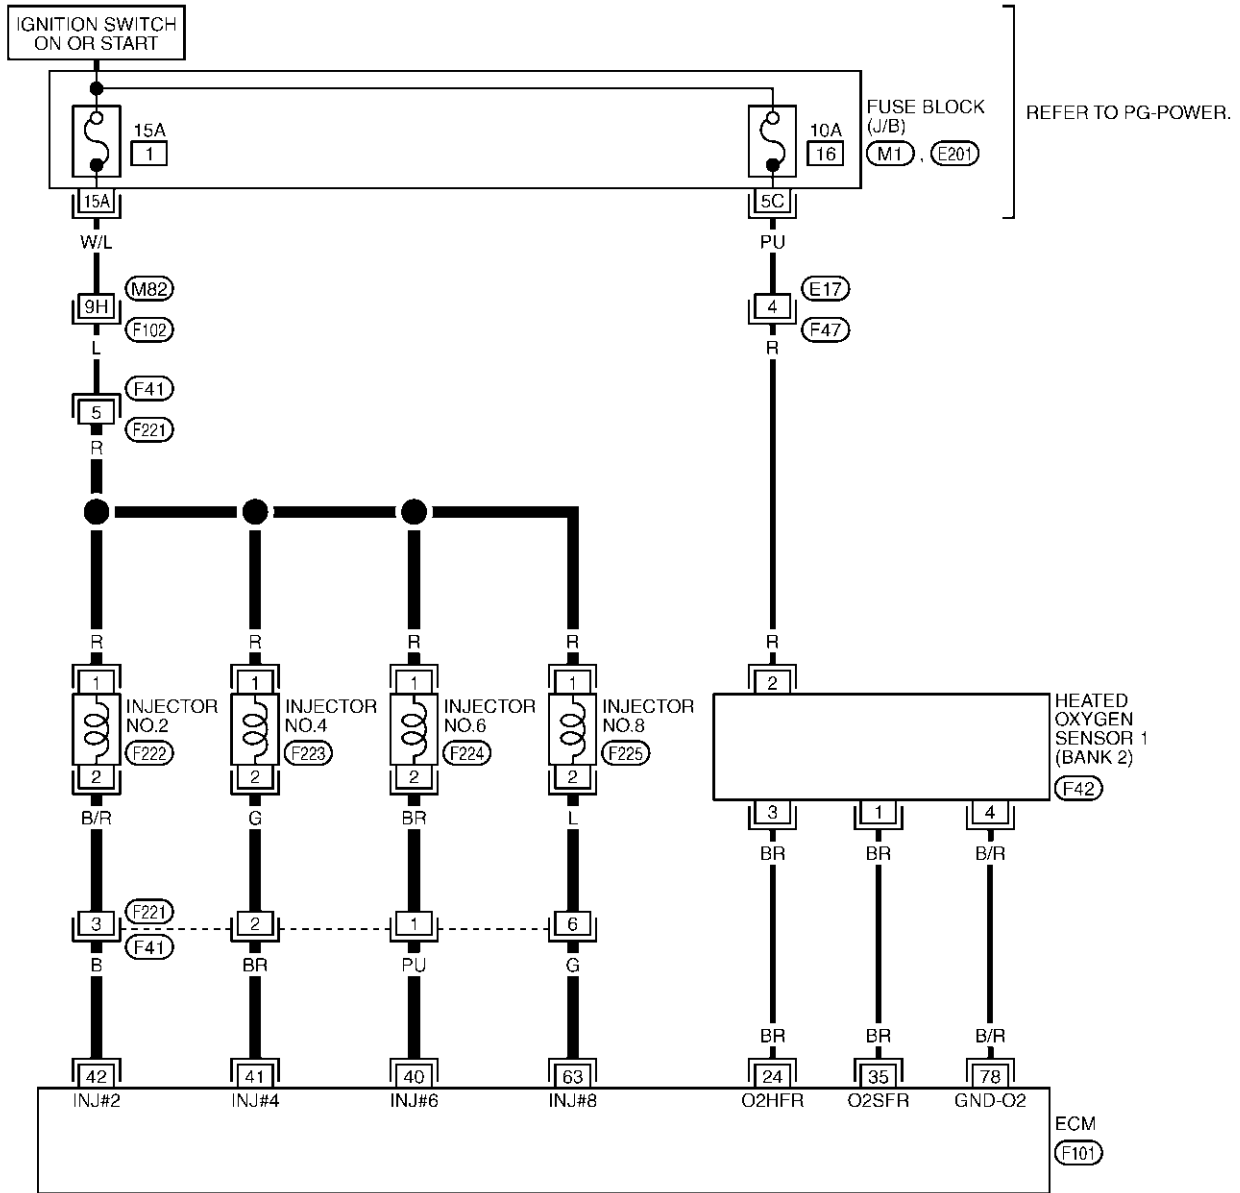 IGNITION SWITCH
ON OR START
15A
1
10A
16
FUSE BLOCK
(J/B)
M1 , E201
REFER TO PG-POWER.
15A
5C
W/L
PU
9H
M82
F102
4
E17
F47
L
R
5
F41
F221
R
R R R R R
1 1 1 1 2
INJECTOR
NO.2
F222
INJECTOR
NO.4
F223
INJECTOR
NO.6
F224
INJECTOR
NO.8
F225
HEATED
OXYGEN
SENSOR 1
(BANK 2)
F42
2 2 2 2 3 1 4
B/R G BR L BR BR B/R
3 F221 F41 2 1 6
B BR PU G BR BR B/R
42 41 40 63 24 35 78
INJ#2 INJ#4 INJ#6 INJ#8 O2HFR O2SFR GND-O2
ECM
F101